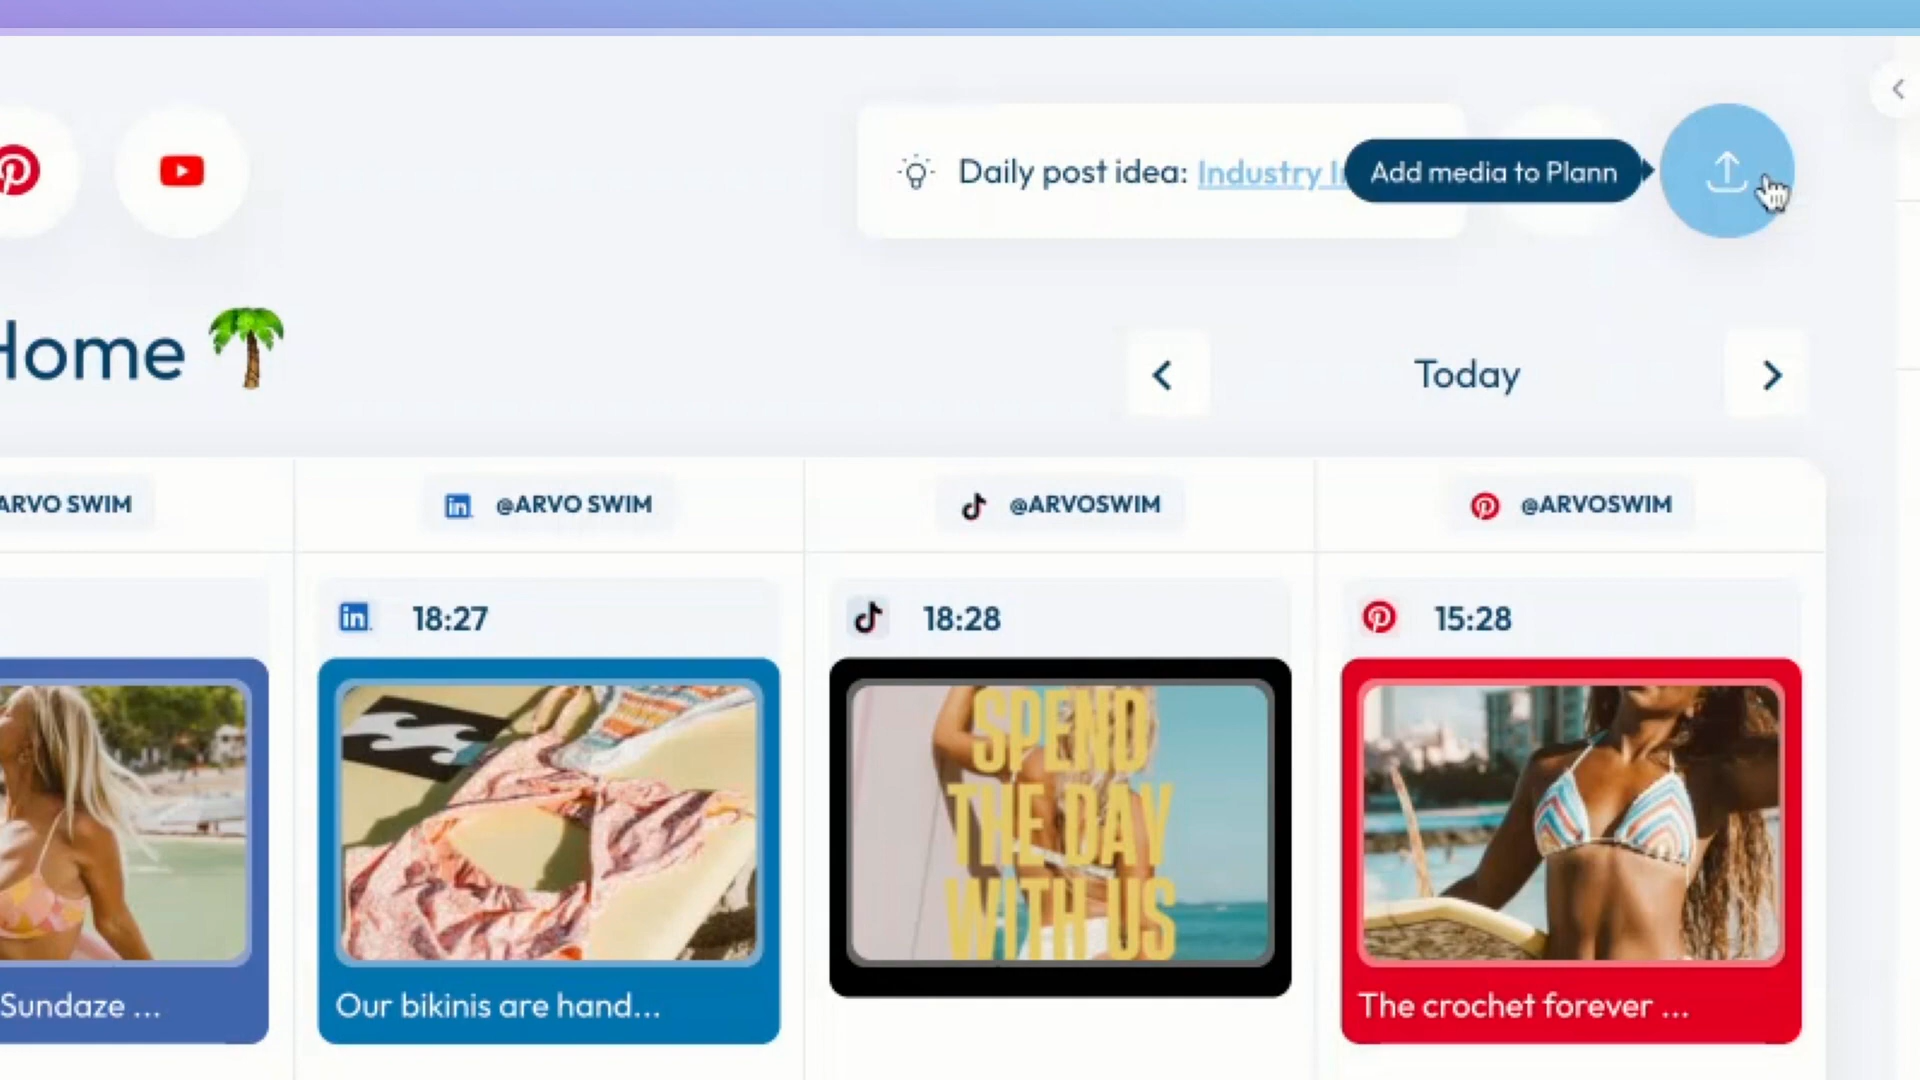 Daily post idea: Industry
Add media to Plann
Home
Today
ARVO SWIM
@ARVO SWIM
@ARVOSWIM
@ARVOSWIM
18:27
18:28
15:28
SPEND
THE DAY
WITH US
Sundaze ...
Our bikinis are hand...
The crochet forever ...